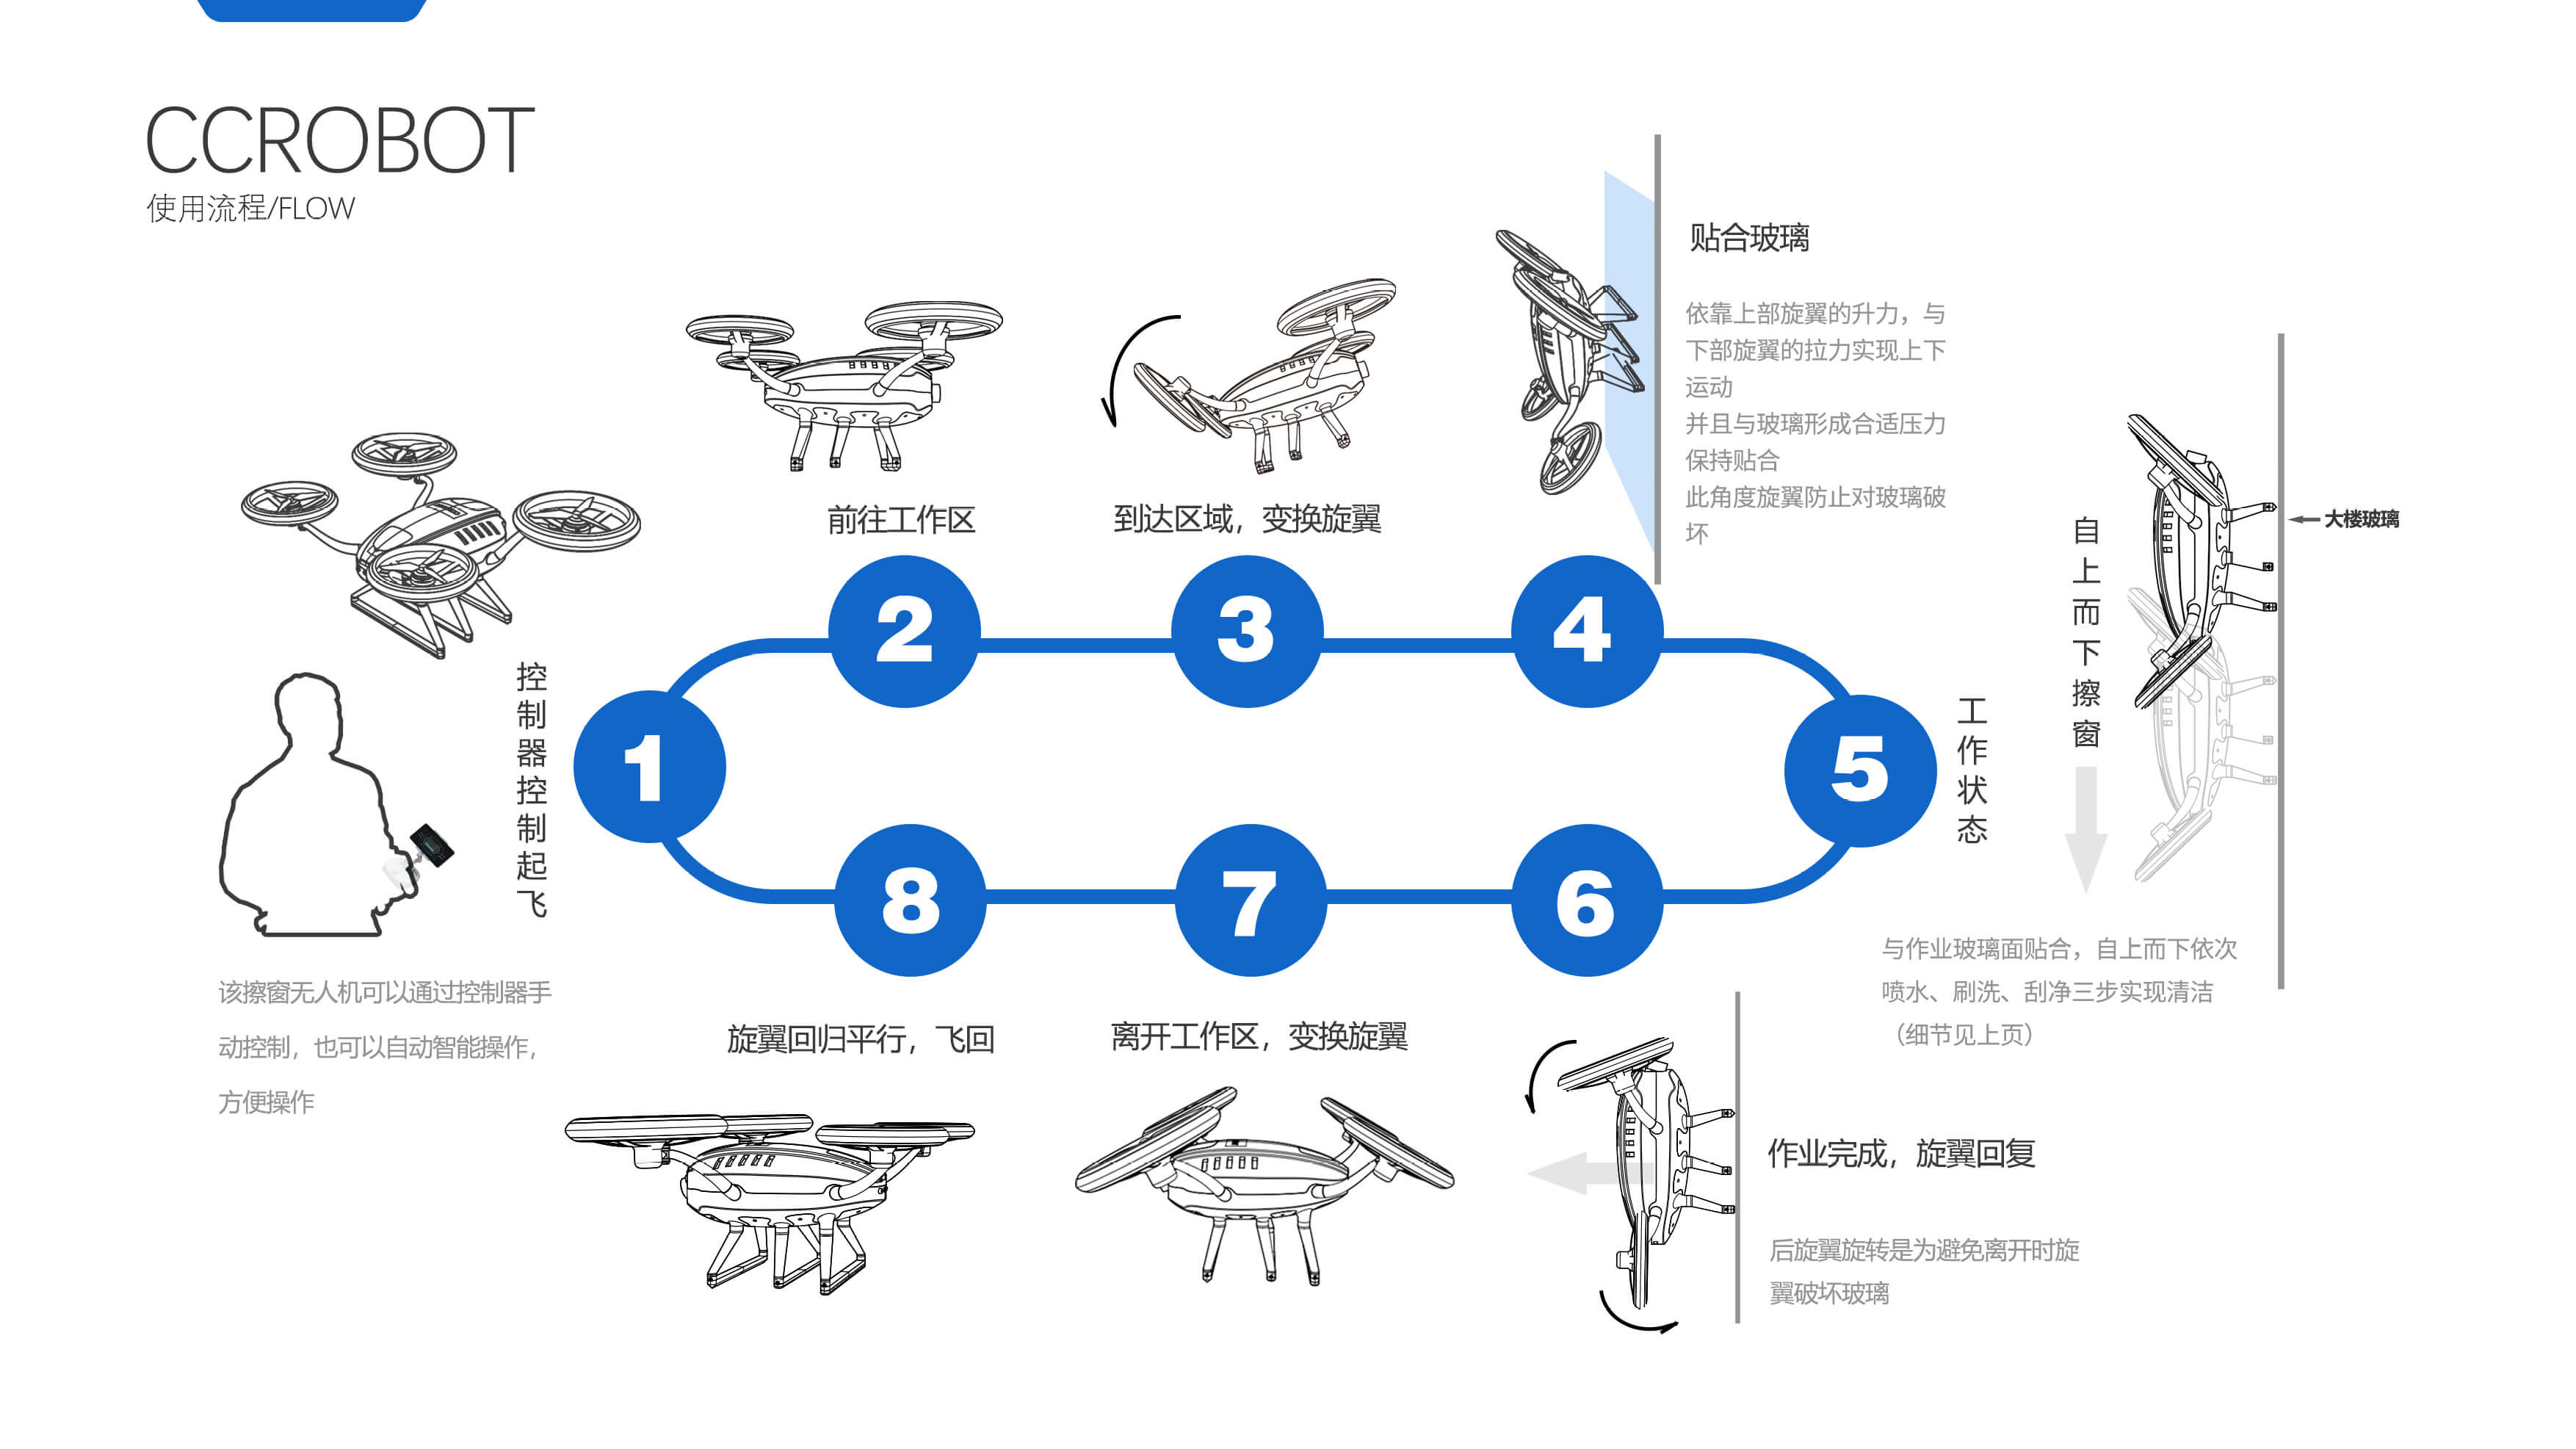 CCROBOT
使用流程/FLOW
1
控制器控制起飞
该擦窗无人机可以通过控制器手
动控制，也可以自动智能操作，
方便操作
前往工作区
2
到达区域，变换旋翼
3
4
贴合玻璃
依靠上部旋翼的升力，与
下部旋翼的拉力实现上下
运动
并且与玻璃形成合适压力
保持贴合
此角度旋翼防止对玻璃破
坏
5
工作状态
自上而下擦窗
大楼玻璃
与作业玻璃面贴合，自上而下依次
喷水、刷洗、刮净三步实现清洁
（细节见上页）
6
作业完成，旋翼回复
后旋翼旋转是为避免离开时旋
翼破坏玻璃
7
离开工作区，变换旋翼
8
旋翼回归平行，飞回